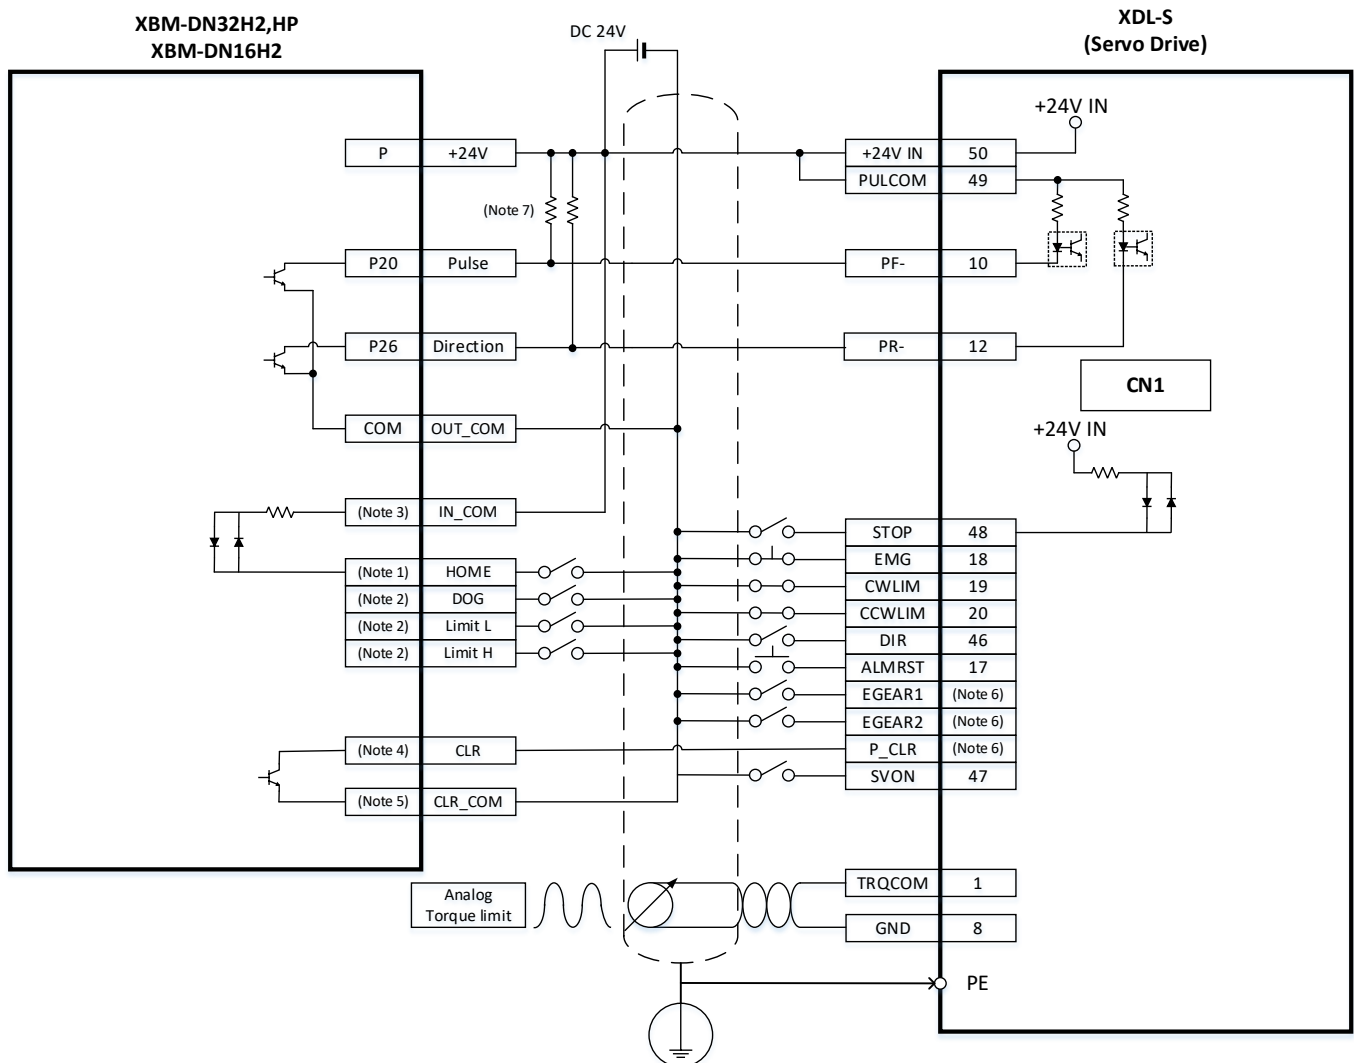 XBM-DN32H2,HP
XBM-DN16H2
DC 24V
XDL-S
(Servo Drive)
+24V IN
P +24V
+24V IN 50
PULCOM 49
(Note 7)
P20 Pulse
PF- 10
P26 Direction
PR- 12
CN1
COM OUT_COM
+24V IN
(Note 3) IN_COM
STOP 48
EMG 18
(Note 1) HOME
CWLIM 19
(Note 2) DOG
CCWLIM 20
(Note 2) Limit L
DIR 46
(Note 2) Limit H
ALMRST 17
EGEAR1 (Note 6)
EGEAR2 (Note 6)
(Note 4) CLR
P_CLR (Note 6)
SVON 47
(Note 5) CLR_COM
TRQCOM 1
Analog
Torque limit
GND 8
PE